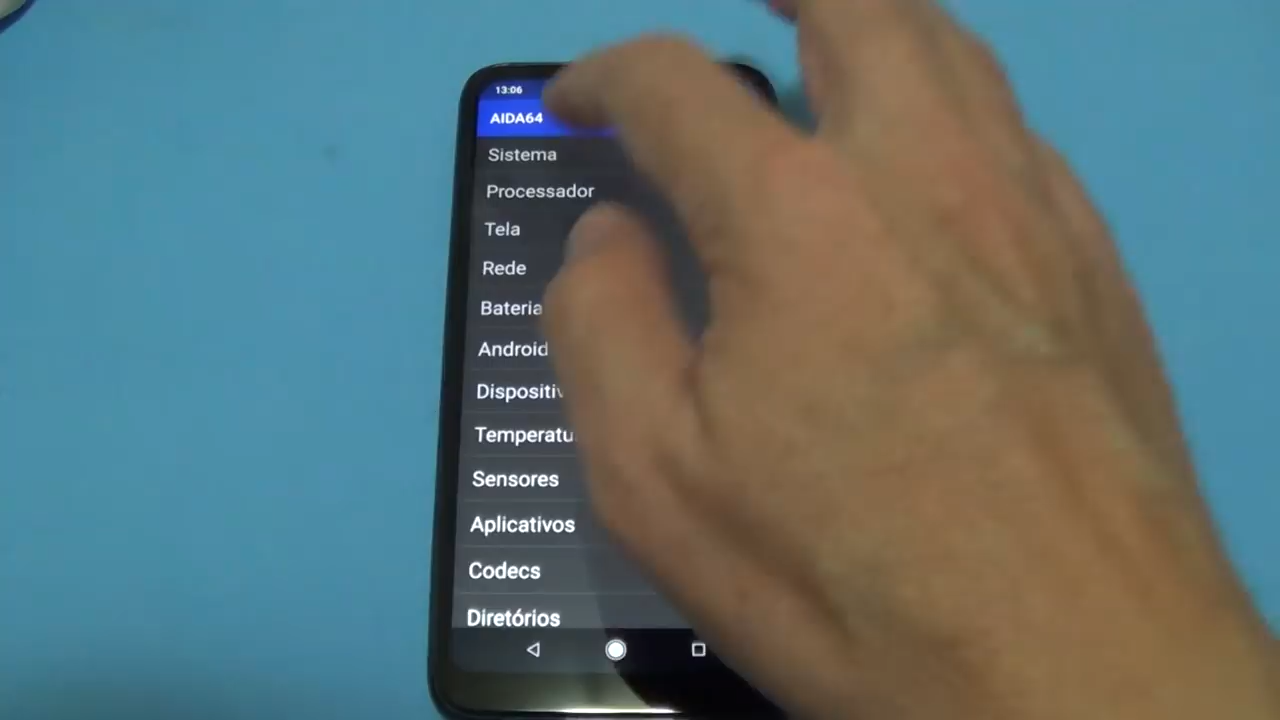 13:06
AIDA64
Sistema
Processador
Tela
Rede
Bateria
Android
Sensores
Aplicativos
Codecs
Diretórios